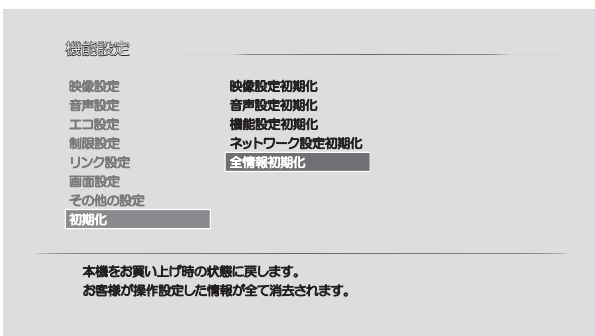 機能設定
映像設定
音声設定
エコ設定
制限設定
リンク設定
画面設定
その他の設定
初期化
映像設定初期化
音声設定初期化
機能設定初期化
ネットワーク設定初期化
全情報初期化
本機をお買い上げ時の状態に戻します。
お客様が操作設定した情報が全て消去されます。